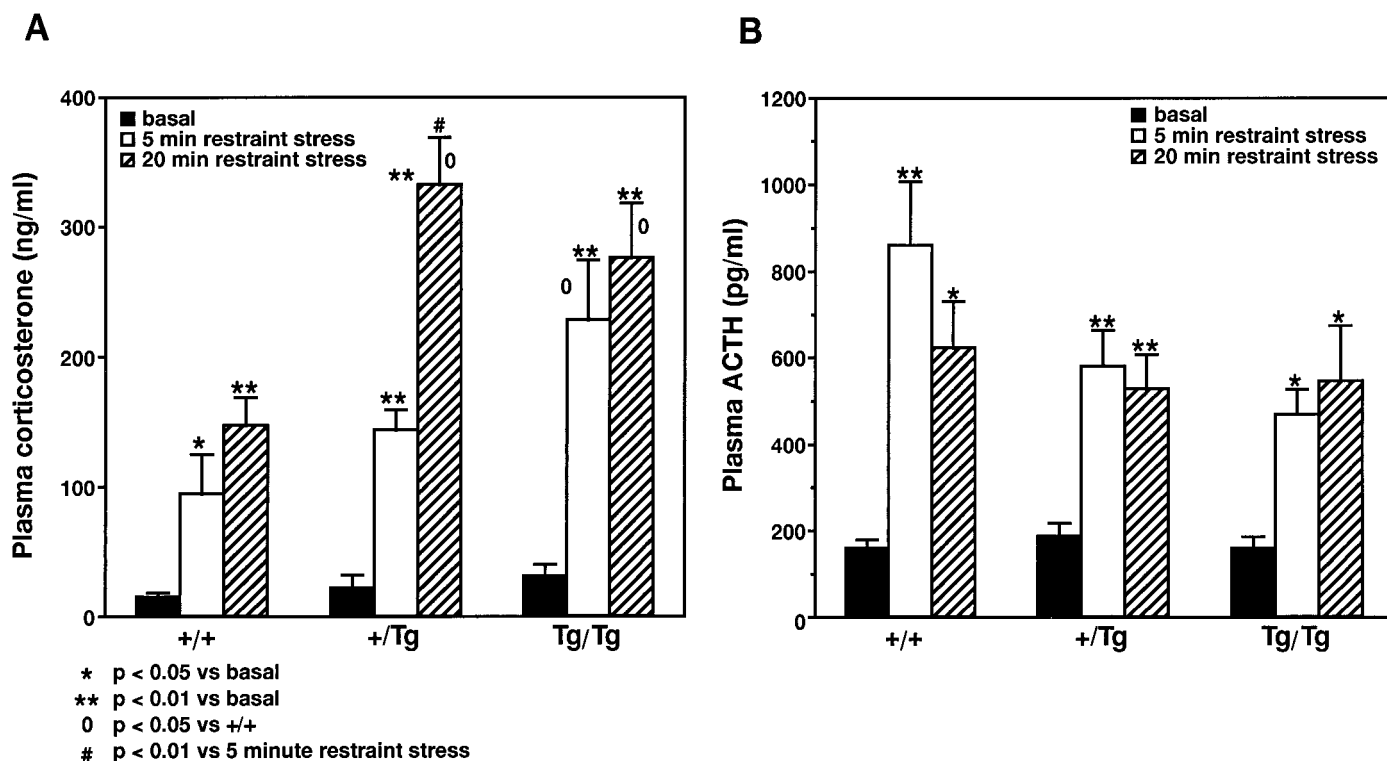 A
Plasma corticosterone (ng/ml)
400
300
200
100
0
basal
5 min restraint stress
20 min restraint stress
*
**
**
**
#
0
0
**
**
0
+/+
+/Tg
Tg/Tg
* p < 0.05 vs basal
** p < 0.01 vs basal
0 p < 0.05 vs +/+
# p < 0.01 vs 5 minute restraint stress
B
Plasma ACTH (pg/ml)
1200
1000
800
600
400
200
0
basal
5 min restraint stress
20 min restraint stress
**
*
**
**
*
*
+/+
+/Tg
Tg/Tg